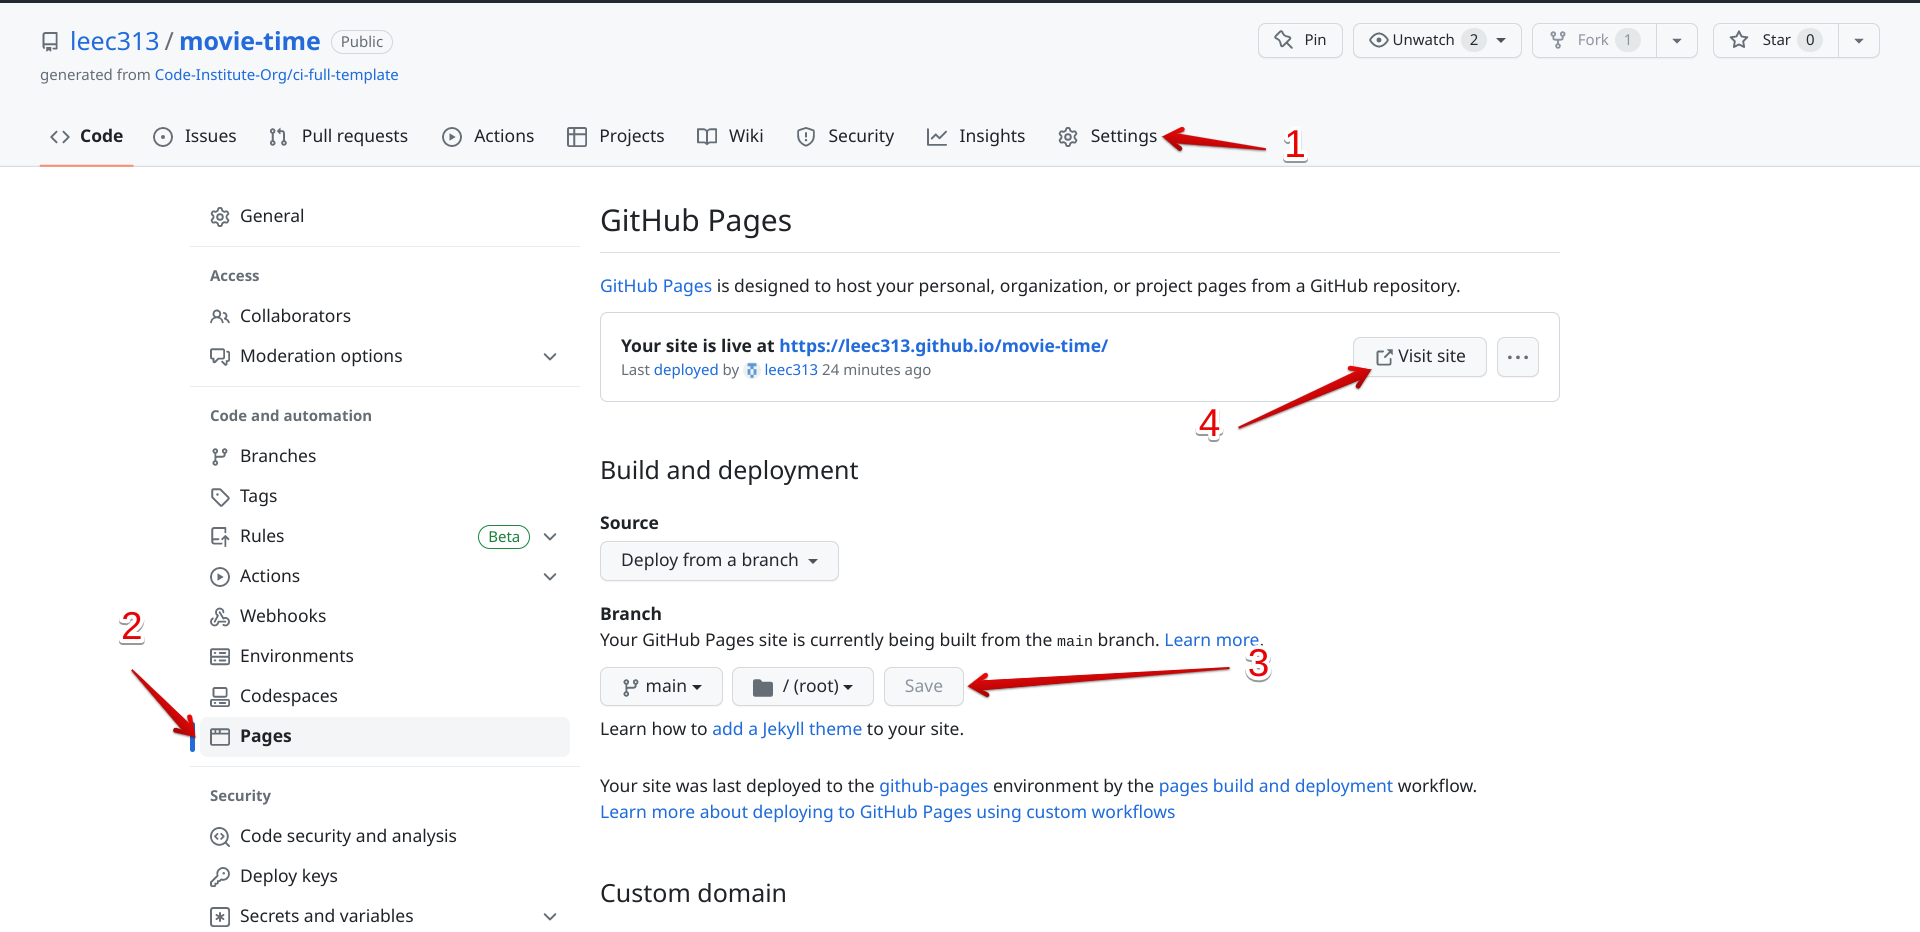 leec313 / movie-time Public
Pin Unwatch 2 Fork 1 Star 0
generated from Code-Institute-Org/ci-full-template
Code Issues Pull requests Actions Projects Wiki Security Insights Settings 1
General
Access
Collaborators
Moderation options
Code and automation
Branches
Tags
Rules Beta
Actions
Webhooks
2
Environments
Codespaces
Pages
Security
Code security and analysis
Deploy keys
Secrets and variables
GitHub Pages
GitHub Pages is designed to host your personal, organization, or project pages from a GitHub repository.
Your site is live at https://leec313.github.io/movie-time/
Last deployed by leec313 24 minutes ago
Visit site
4
Build and deployment
Source
Deploy from a branch
Branch
Your GitHub Pages site is currently being built from the main branch. Learn more.
main / (root) Save 3
Learn how to add a Jekyll theme to your site.
Your site was last deployed to the github-pages environment by the pages build and deployment workflow.
Learn more about deploying to GitHub Pages using custom workflows
Custom domain